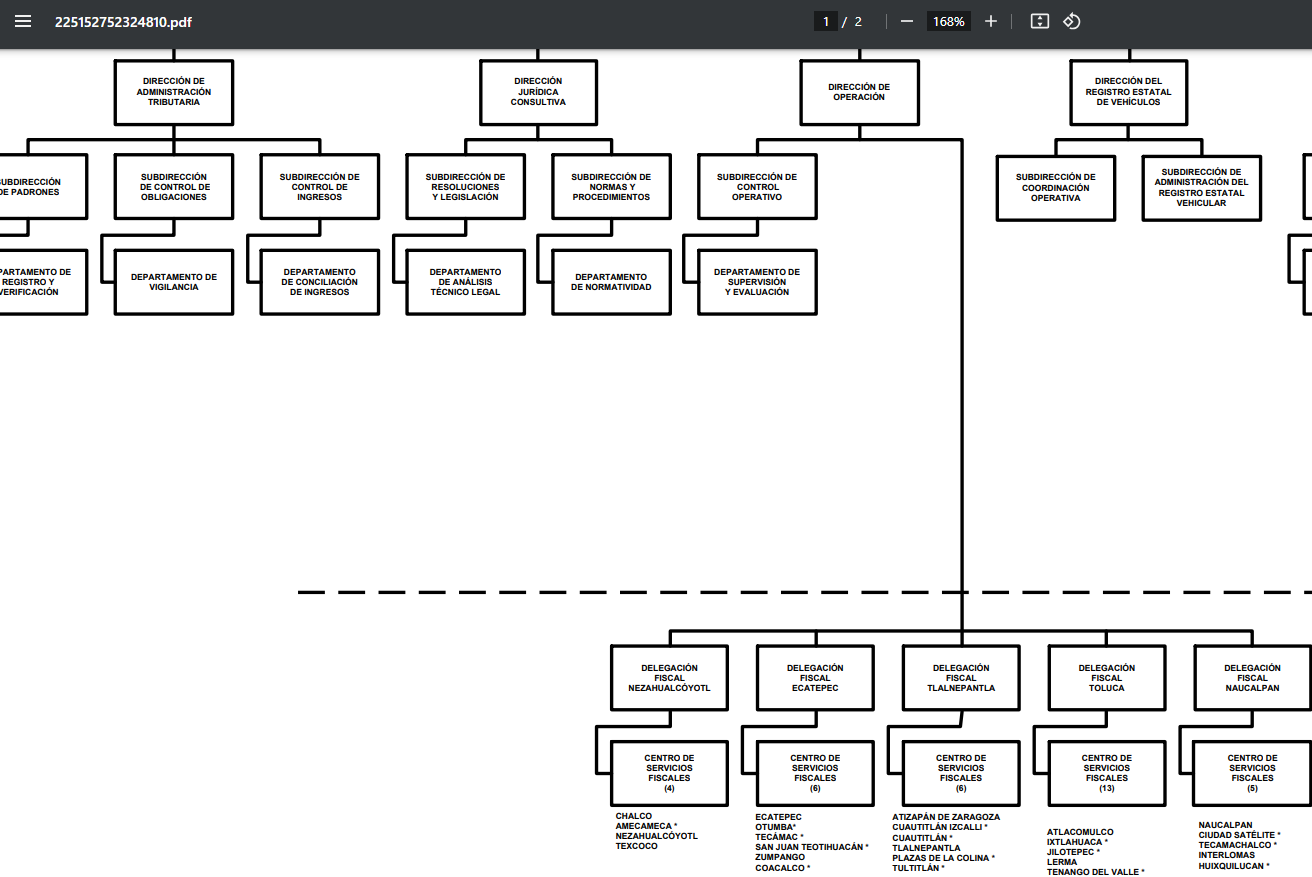 225152752324810.pdf
1 / 2
168%
DIRECCIÓN DE
ADMINISTRACIÓN
TRIBUTARIA
DIRECCIÓN
JURÍDICA
CONSULTIVA
DIRECCIÓN DE
OPERACIÓN
DIRECCIÓN DEL
REGISTRO ESTATAL
DE VEHÍCULOS
SUBDIRECCIÓN
DE PADRONES
SUBDIRECCIÓN
DE CONTROL DE
OBLIGACIONES
SUBDIRECCIÓN DE
CONTROL DE
INGRESOS
SUBDIRECCIÓN DE
RESOLUCIONES
Y LEGISLACIÓN
SUBDIRECCIÓN DE
NORMAS Y
PROCEDIMIENTOS
SUBDIRECCIÓN DE
CONTROL
OPERATIVO
SUBDIRECCIÓN DE
COORDINACIÓN
OPERATIVA
SUBDIRECCIÓN DE
ADMINISTRACIÓN DEL
REGISTRO ESTATAL
VEHICULAR
PARTAMENTO DE
REGISTRO Y
VERIFICACIÓN
DEPARTAMENTO DE
VIGILANCIA
DEPARTAMENTO
DE CONCILIACIÓN
DE INGRESOS
DEPARTAMENTO
DE ANÁLISIS
TÉCNICO LEGAL
DEPARTAMENTO
DE NORMATIVIDAD
DEPARTAMENTO DE
SUPERVISIÓN
Y EVALUACIÓN
DELEGACIÓN
FISCAL
NEZAHUALCÓYOTL
DELEGACIÓN
FISCAL
ECATEPEC
DELEGACIÓN
FISCAL
TLALNEPANTLA
DELEGACIÓN
FISCAL
TOLUCA
DELEGACIÓN
FISCAL
NAUCALPAN
CENTRO DE
SERVICIOS
FISCALES
(4)
CENTRO DE
SERVICIOS
FISCALES
(6)
CENTRO DE
SERVICIOS
FISCALES
(6)
CENTRO DE
SERVICIOS
FISCALES
(13)
CENTRO DE
SERVICIOS
FISCALES
(5)
CHALCO
AMECAMECA *
NEZAHUALCÓYOTL
TEXCOCO
ECATEPEC
OTUMBA*
TECÁMAC *
SAN JUAN TEOTIHUACÁN *
ZUMPANGO
COACALCO *
ATIZAPÁN DE ZARAGOZA
CUAUTITLÁN IZCALLI *
CUAUTITLÁN *
TLALNEPANTLA
PLAZAS DE LA COLINA *
TULTITLÁN *
ATLACOMULCO
IXTLAHUACA *
JILOTEPEC *
LERMA
TENANGO DEL VALLE *
NAUCALPAN
CIUDAD SATÉLITE *
TECAMACHALCO *
INTERLOMAS
HUIXQUILUCAN *